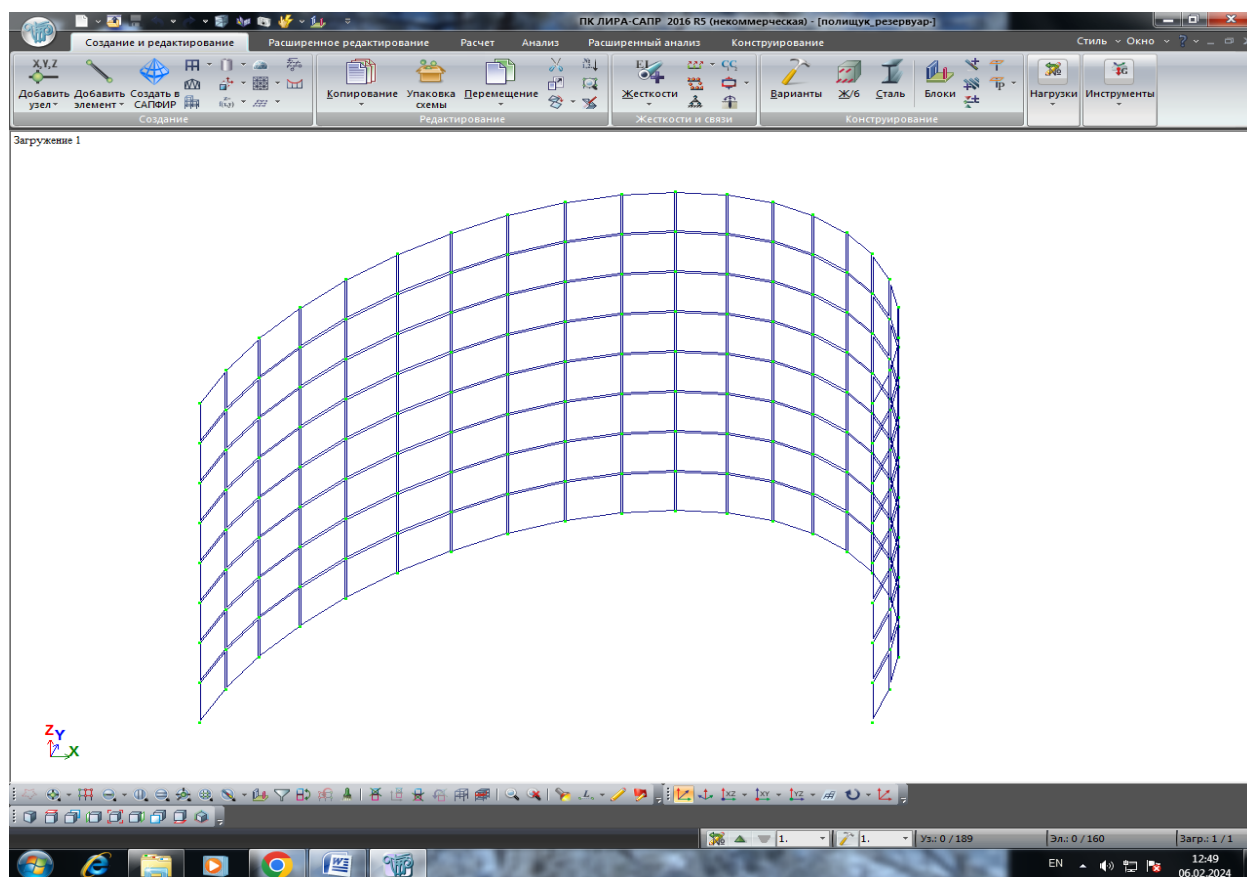 ПК ЛИРА-САПР 2016 R5 (некоммерческая) - [полищук_резервуар-]
Создание и редактирование Расширенное редактирование Расчет Анализ Расширенный анализ Конструирование Стиль Окно
X,Y,Z
Добавить узел
Добавить элемент
Создать в САПФИР
Создание
Копирование
Упаковка схемы
Перемещение
Редактирование
Жесткости
Жесткости и связи
Варианты
Ж/б
Сталь
Блоки
Конструирование
Нагрузки
Инструменты
Загружение 1
Z
Y
X
XZ XY YZ
1. 1. Уз.: 0 / 189 Эл.: 0 / 160 Загр.: 1 / 1
EN 12:49
06.02.2024